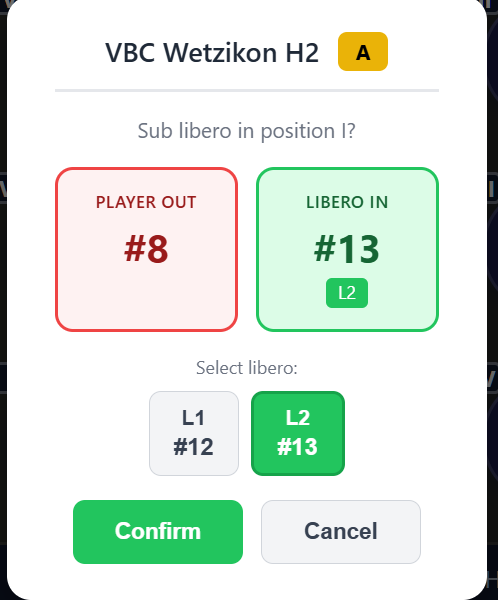 VBC Wetzikon H2 A
Sub libero in position I?
PLAYER OUT
#8
LIBERO IN
#13
L2
Select libero:
L1
#12
L2
#13
Confirm
Cancel